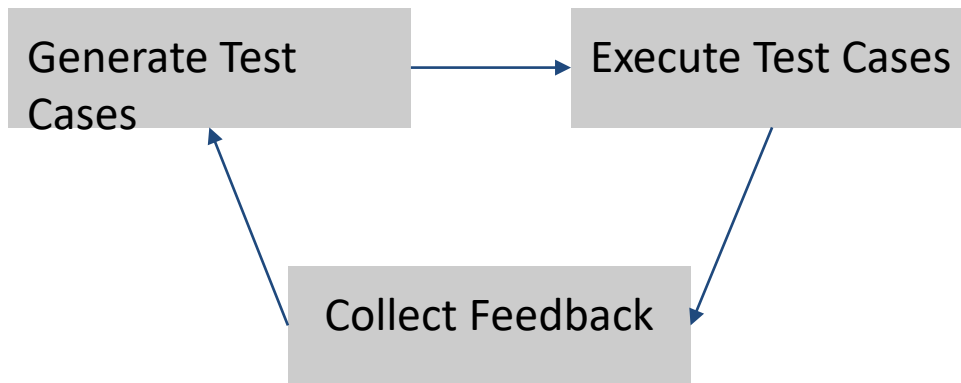 Generate Test
Cases
Execute Test Cases
Collect Feedback